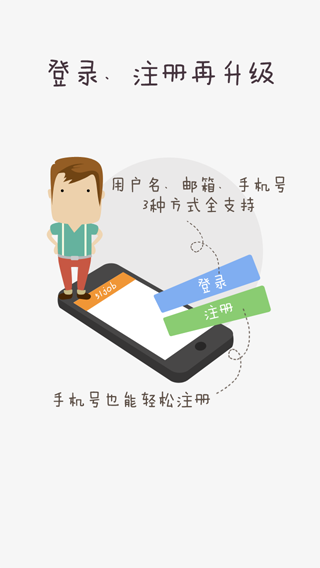 登录、注册再升级
用户名、邮箱、手机号
3种方式全支持
51job
登录
注册
手机号也能轻松注册